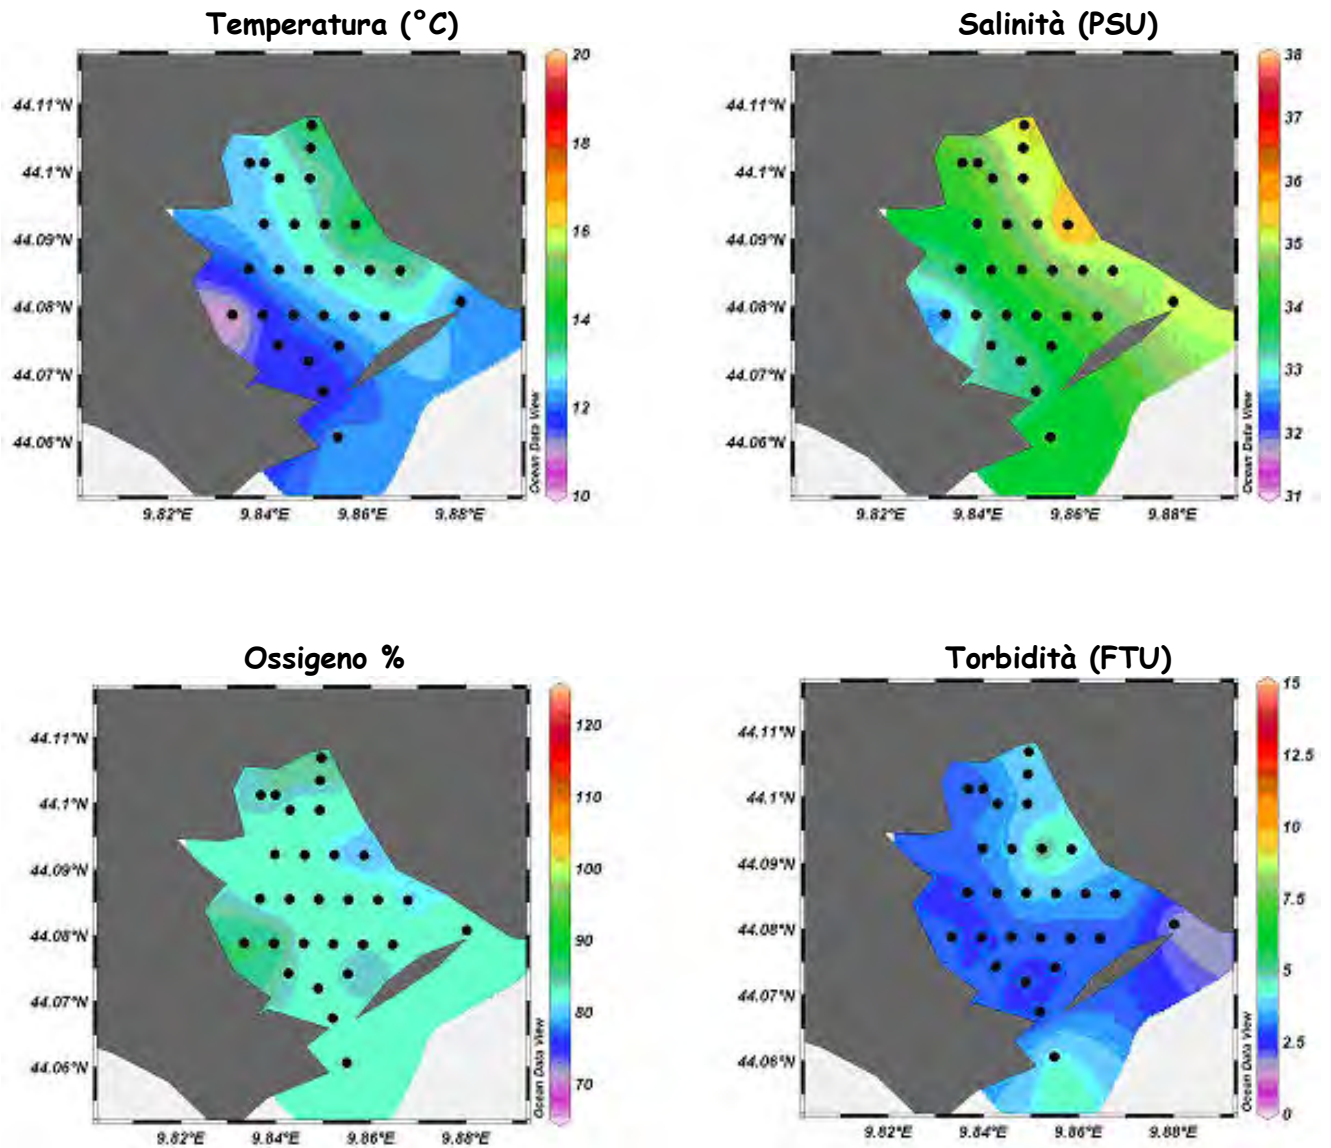 Temperatura (°C)
Salinità (PSU)
44.11°N
44.1°N
44.09°N
44.08°N
44.07°N
44.06°N
9.82°E 9.84°E 9.86°E 9.88°E
20
18
16
14
12
10
Ocean Data View
44.11°N
44.1°N
44.09°N
44.08°N
44.07°N
44.06°N
9.82°E 9.84°E 9.86°E 9.88°E
38
37
36
35
34
33
32
31
Ocean Data View
Ossigeno %
Torbidità (FTU)
44.11°N
44.1°N
44.09°N
44.08°N
44.07°N
44.06°N
9.82°E 9.84°E 9.86°E 9.88°E
120
110
100
90
80
70
Ocean Data View
44.11°N
44.1°N
44.09°N
44.08°N
44.07°N
44.06°N
9.82°E 9.84°E 9.86°E 9.88°E
15
12.5
10
7.5
5
2.5
0
Ocean Data View